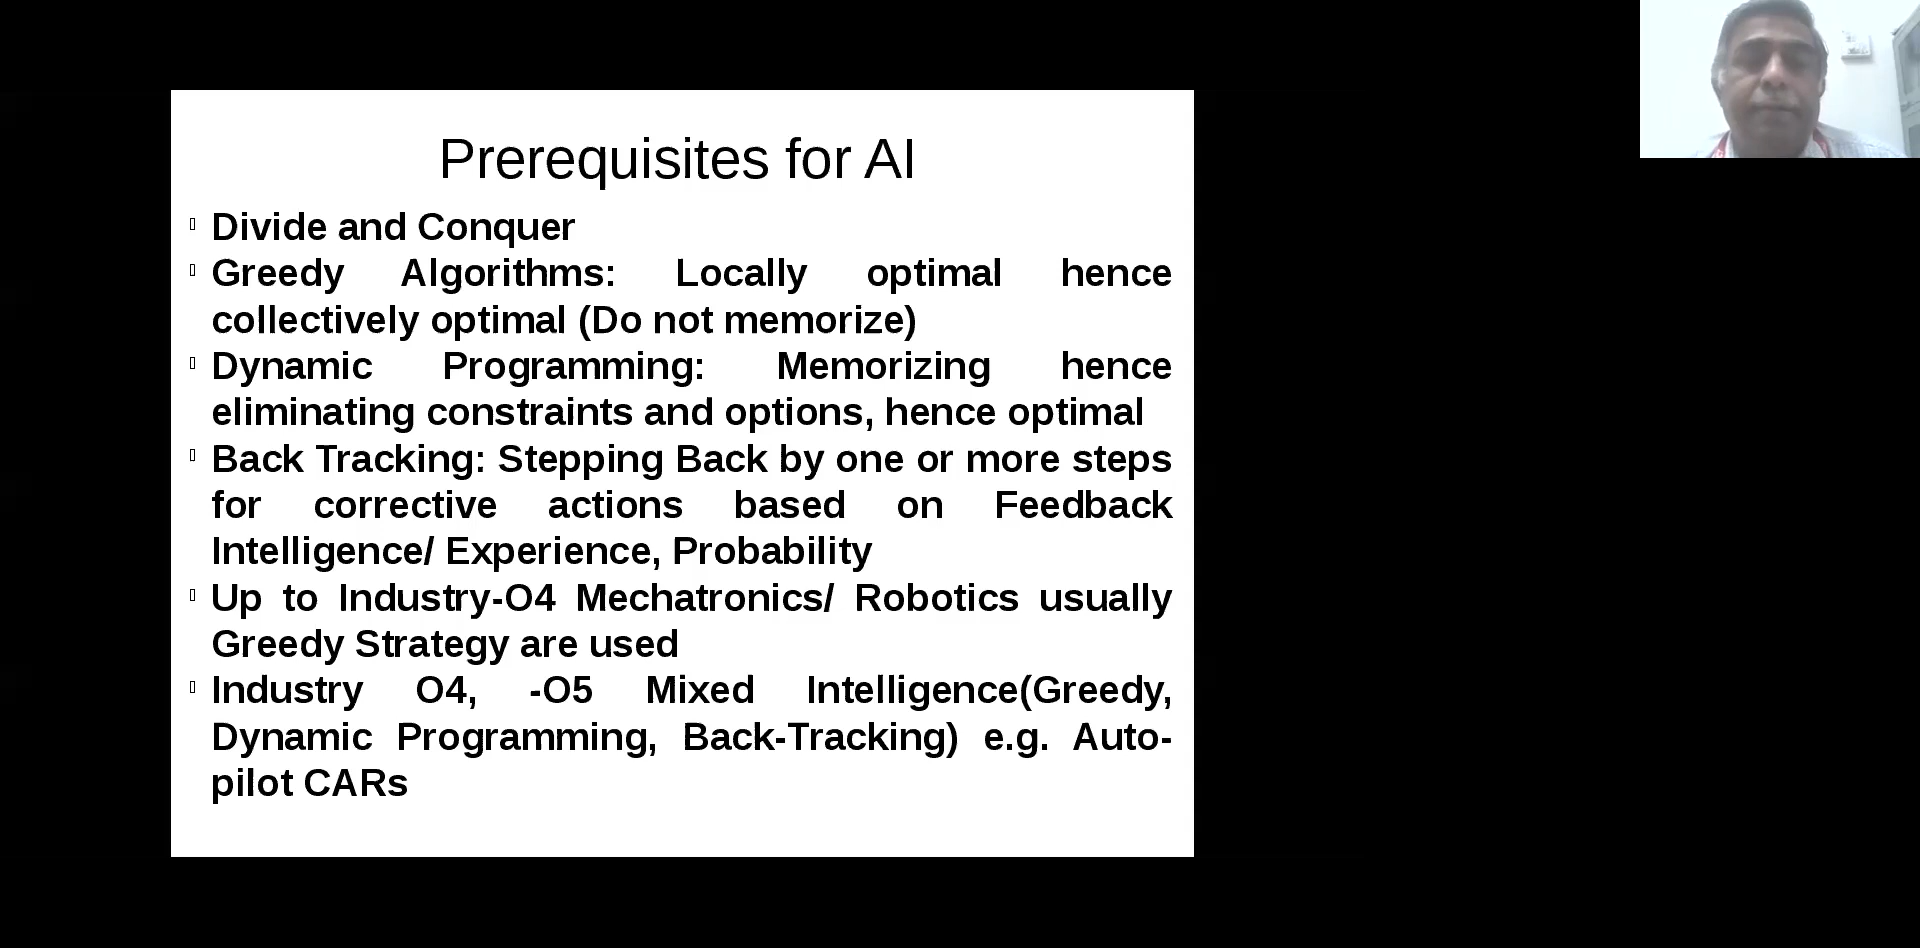 Prerequisites for AI
Divide and Conquer
Greedy Algorithms: Locally optimal hence
collectively optimal (Do not memorize)
Dynamic Programming: Memorizing hence
eliminating constraints and options, hence optimal
Back Tracking: Stepping Back by one or more steps
for corrective actions based on Feedback
Intelligence/ Experience, Probability
Up to Industry-O4 Mechatronics/ Robotics usually
Greedy Strategy are used
Industry O4, -O5 Mixed Intelligence(Greedy,
Dynamic Programming, Back-Tracking) e.g. Auto-
pilot CARs